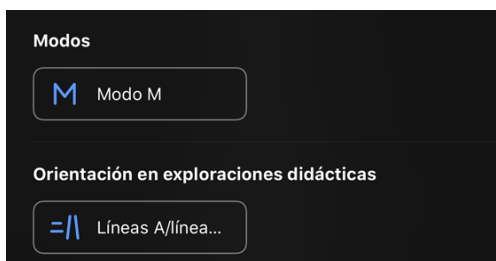 Modos
Modo M
Orientación en exploraciones didácticas
Líneas A/línea...